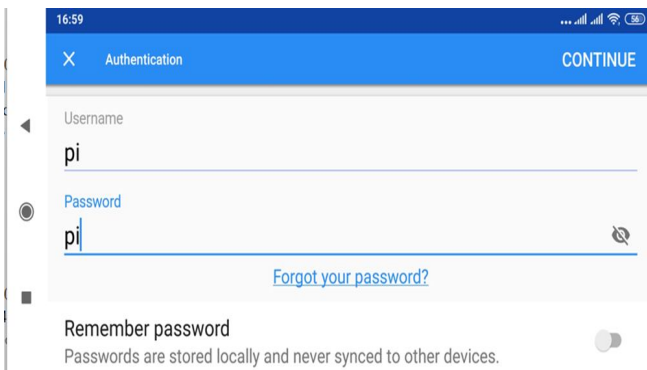 16:59
... 56
Authentication
CONTINUE
Username
pi
Password
pi
Forgot your password?
Remember password
Passwords are stored locally and never synced to other devices.